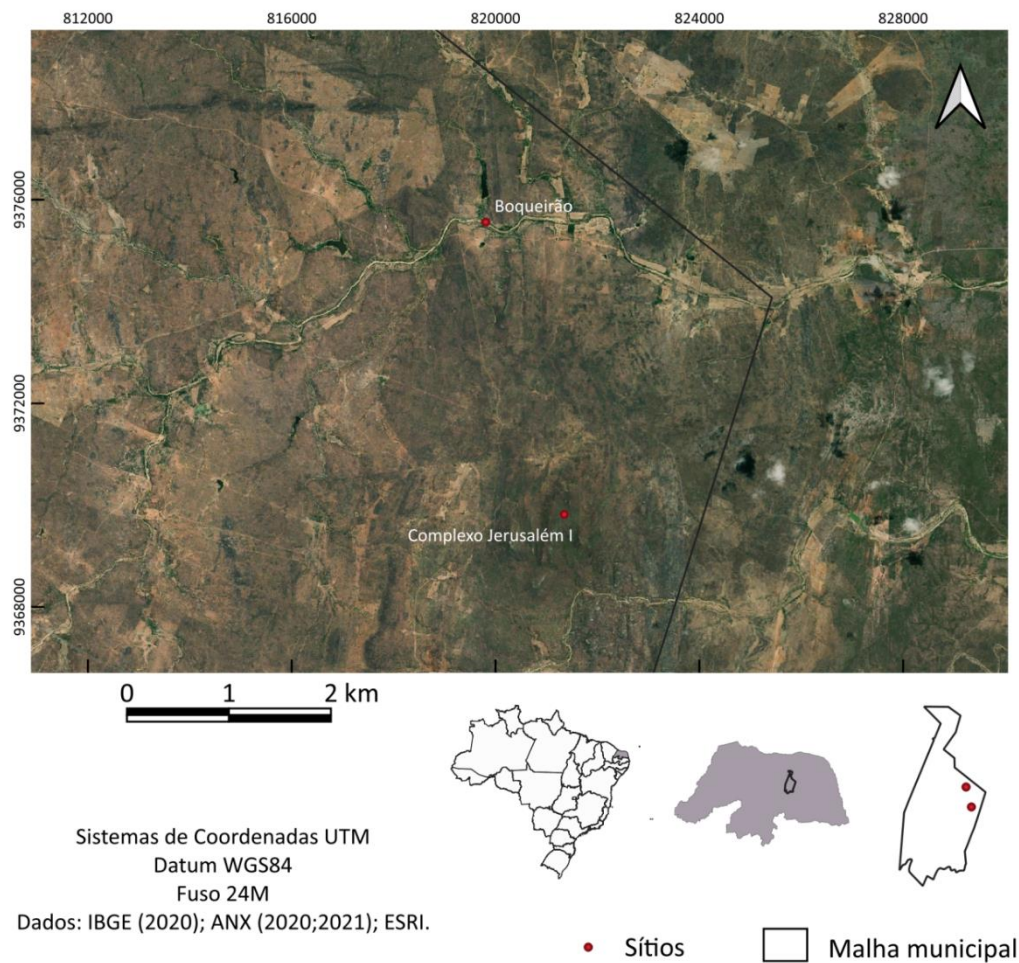 812000 816000 820000 824000 828000
9376000
Boqueirão
9372000
Complexo Jerusalém I
9368000
0 1 2 km
Sistemas de Coordenadas UTM
Datum WGS84
Fuso 24M
Dados: IBGE (2020); ANX (2020;2021); ESRI.
Sítios
Malha municipal